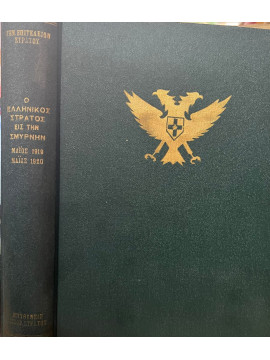 ΓΕΝ ΕΠΙΤΕΛΕΙΟΝ
ΣΤΡΑΤΟΥ
Ο
ΕΛΛΗΝΙΚΟΣ
ΣΤΡΑΤΟΣ
ΕΙΣ ΤΗΝ
ΣΜΥΡΝΗΝ
ΜΑΪΟΣ 1919
ΜΑΪΟΣ 1920